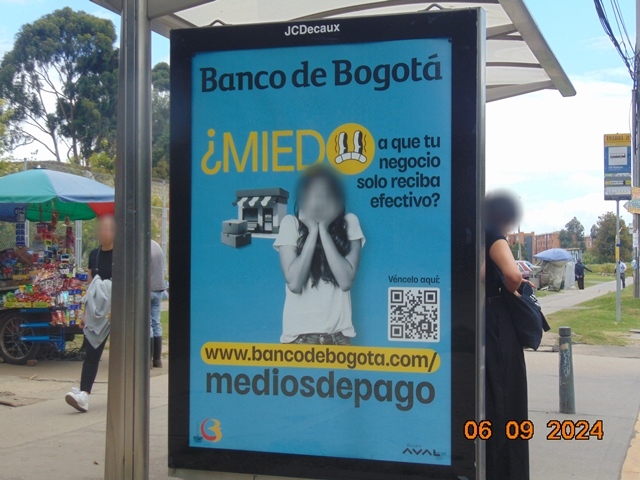 JCDecaux
Banco de Bogotá
¿MIEDO
a que tu
negocio
solo reciba
efectivo?
Véncelo aquí:
www.bancodebogota.com/
mediosdepago
AVAL
06 09 2024